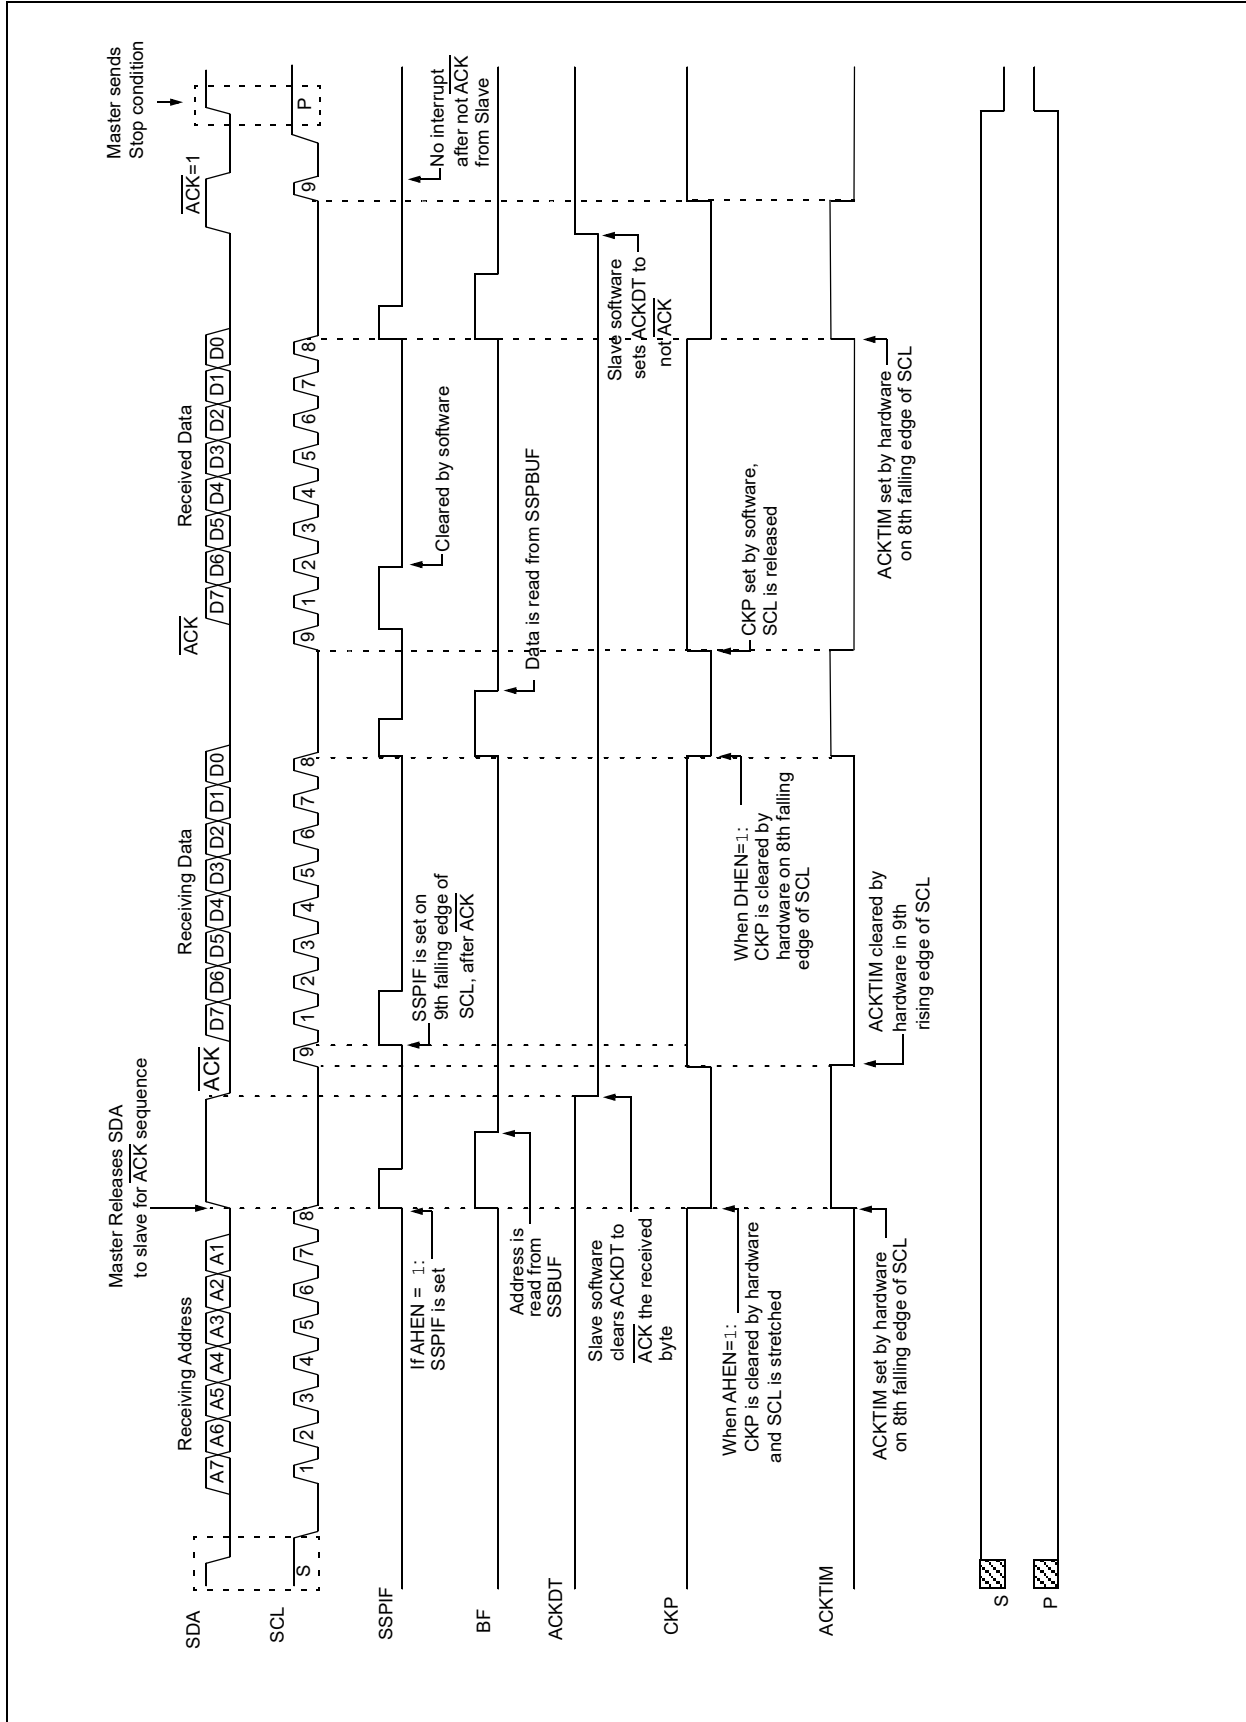 Master Releases SDA
to slave for ACK sequence
Master sends
Stop condition
Receiving Address
Receiving Data
Received Data
ACK
ACK
ACK=1
SDA
A7 A6 A5 A4 A3 A2 A1
D7 D6 D5 D4 D3 D2 D1 D0
D7 D6 D5 D4 D3 D2 D1 D0
SCL
S
1 2 3 4 5 6 7 8
9 1 2 3 4 5 6 7 8
9 1 2 3 4 5 6 7 8
9
P
SSPIF
If AHEN = 1:
SSPIF is set
SSPIF is set on
9th falling edge of
SCL, after ACK
Cleared by software
No interrupt
after not ACK
from Slave
BF
Address is
read from
SSBUF
Data is read from SSPBUF
ACKDT
Slave software
clears ACKDT to
ACK the received
byte
Slave software
sets ACKDT to
not ACK
CKP
When AHEN=1:
CKP is cleared by hardware
and SCL is stretched
When DHEN=1:
CKP is cleared by
hardware on 8th falling
edge of SCL
CKP set by software,
SCL is released
ACKTIM
ACKTIM set by hardware
on 8th falling edge of SCL
ACKTIM cleared by
hardware in 9th
rising edge of SCL
ACKTIM set by hardware
on 8th falling edge of SCL
S
P